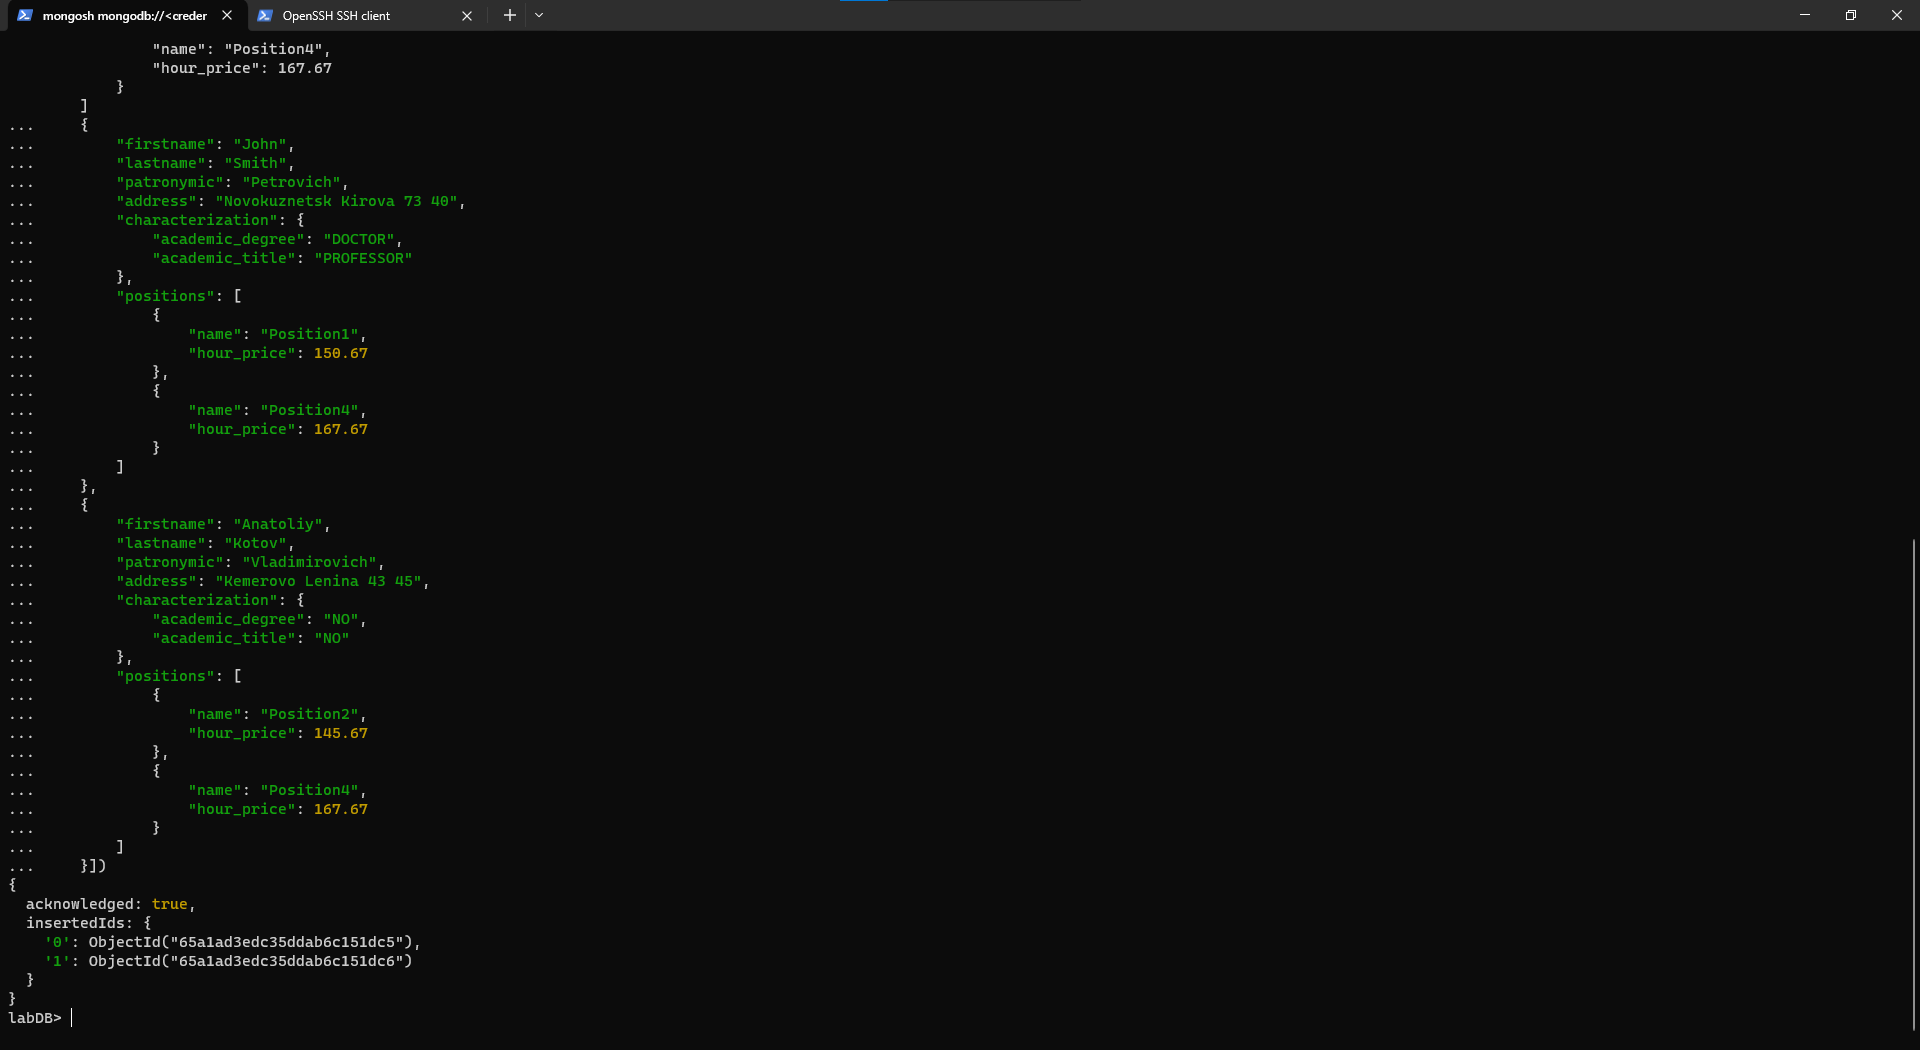 mongosh mongodb://<creder
OpenSSH SSH client
                "name": "Position4",
                "hour_price": 167.67
            }
        ]
...     {
...         "firstname": "John",
...         "lastname": "Smith",
...         "patronymic": "Petrovich",
...         "address": "Novokuznetsk Kirova 73 40",
...         "characterization": {
...             "academic_degree": "DOCTOR",
...             "academic_title": "PROFESSOR"
...         },
...         "positions": [
...             {
...                 "name": "Position1",
...                 "hour_price": 150.67
...             },
...             {
...                 "name": "Position4",
...                 "hour_price": 167.67
...             }
...         ]
...     },
...     {
...         "firstname": "Anatoliy",
...         "lastname": "Kotov",
...         "patronymic": "Vladimirovich",
...         "address": "Kemerovo Lenina 43 45",
...         "characterization": {
...             "academic_degree": "NO",
...             "academic_title": "NO"
...         },
...         "positions": [
...             {
...                 "name": "Position2",
...                 "hour_price": 145.67
...             },
...             {
...                 "name": "Position4",
...                 "hour_price": 167.67
...             }
...         ]
...     }])
{
  acknowledged: true,
  insertedIds: {
    '0': ObjectId("65a1ad3edc35ddab6c151dc5"),
    '1': ObjectId("65a1ad3edc35ddab6c151dc6")
  }
}
labDB>